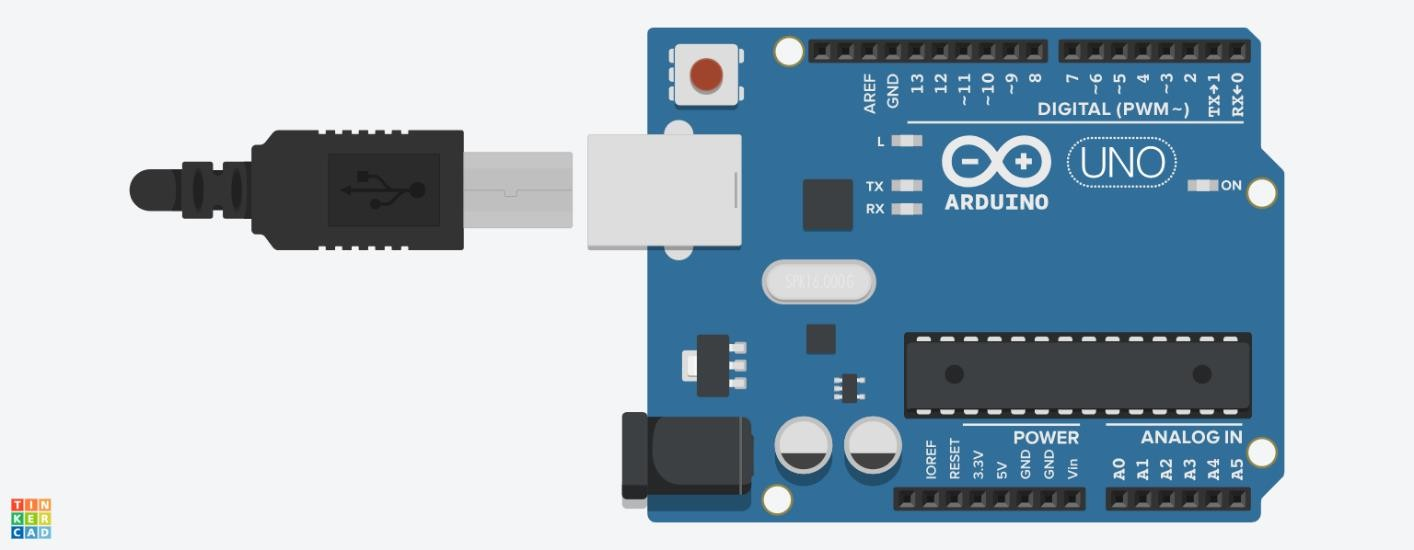 AREF
GND
13
12
~11
~10
~9
8
7
~6
~5
4
~3
2
TX→1
RX←0
DIGITAL (PWM~)
L
TX
RX
UNO
ARDUINO
ON
SPK16.000G
POWER
ANALOG IN
IOREF
RESET
3.3V
5V
GND
GND
Vin
A0
A1
A2
A3
A4
A5
TIN
KER
CAD